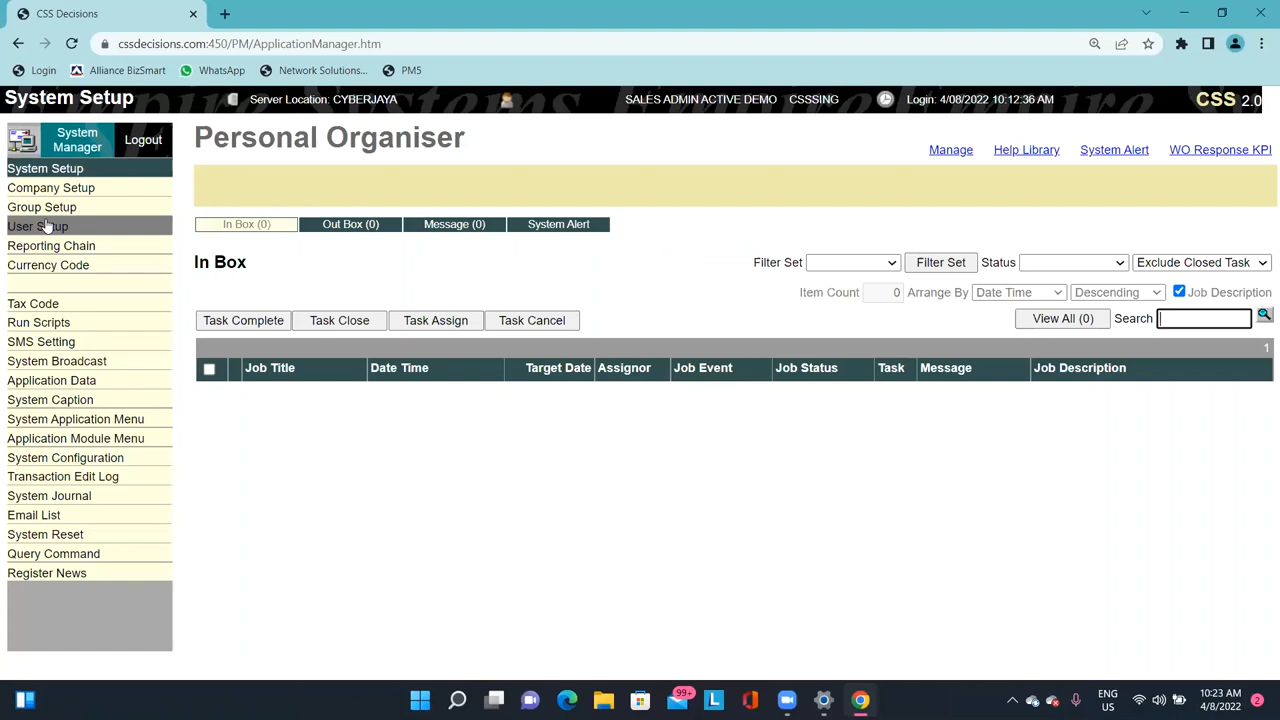 CSS Decisions
cssdecisions.com:450/PM/ApplicationManager.htm
Login Alliance BizSmart WhatsApp Network Solutions... PM5
System Setup Server Location: CYBERJAYA SALES ADMIN ACTIVE DEMO CSSSING Login: 4/08/2022 10:12:36 AM CSS 2.0
System Manager Logout
Personal Organiser
Manage Help Library System Alert WO Response KPI
System Setup
Company Setup
Group Setup
User Setup
Reporting Chain
Currency Code
Tax Code
Run Scripts
SMS Setting
System Broadcast
Application Data
System Caption
System Application Menu
Application Module Menu
System Configuration
Transaction Edit Log
System Journal
Email List
System Reset
Query Command
Register News
In Box (0) Out Box (0) Message (0) System Alert
In Box Filter Set Filter Set Status Exclude Closed Task
Item Count 0 Arrange By Date Time Descending Job Description
Task Complete Task Close Task Assign Task Cancel View All (0) Search
1
Job Title Date Time Target Date Assignor Job Event Job Status Task Message Job Description
99+
ENG
US
10:23 AM
4/8/2022
2